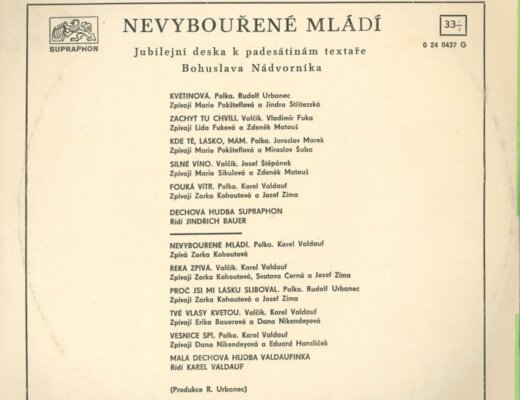 SUPRAPHON
NEVYBOUŘENÉ MLÁDÍ
33⅓
0 24 0437 G
Jubilejní deska k padesátinám textaře
Bohuslava Nádvorníka
KVĚTINOVÁ. Polka. Rudolf Urbanec
Zpívají Marie Pokšteflová a Jindra Střítezská
ZACHYŤ TU CHVÍLI. Valčík. Vladimír Fuka
Zpívají Lída Fuková a Zdeněk Matouš
KDE TĚ, LÁSKO, MÁM. Polka. Jaroslav Marek
Zpívají Marie Pokšteflová a Miroslav Šuba
SILNÉ VÍNO. Valčík. Josef Štěpánek
Zpívají Marie Sikulová a Zdeněk Matouš
FOUKÁ VÍTR. Polka. Karel Valdauf
Zpívají Zorka Kohoutová a Josef Zíma
DECHOVÁ HUDBA SUPRAPHON
Řídí JINDŘICH BAUER
NEVYBOUŘENÉ MLÁDÍ. Polka. Karel Valdauf
Zpívá Zorka Kohoutová
ŘEKA ZPÍVÁ. Valčík. Karel Valdauf
Zpívají Zorka Kohoutová, Svatava Černá a Josef Zíma
PROČ JSI MI LÁSKU SLIBOVAL. Polka. Rudolf Urbanec
Zpívají Zorka Kohoutová a Josef Zíma
TVÉ VLASY KVETOU. Valčík. Karel Valdauf
Zpívají Erika Bauerová a Dana Nikendeyová
VESNICE SPÍ. Polka. Karel Valdauf
Zpívají Dana Nikendeyová a Eduard Hanzlíček
MALÁ DECHOVÁ HUDBA VALDAUFINKA
Řídí KAREL VALDAUF
(Produkce R. Urbanec)